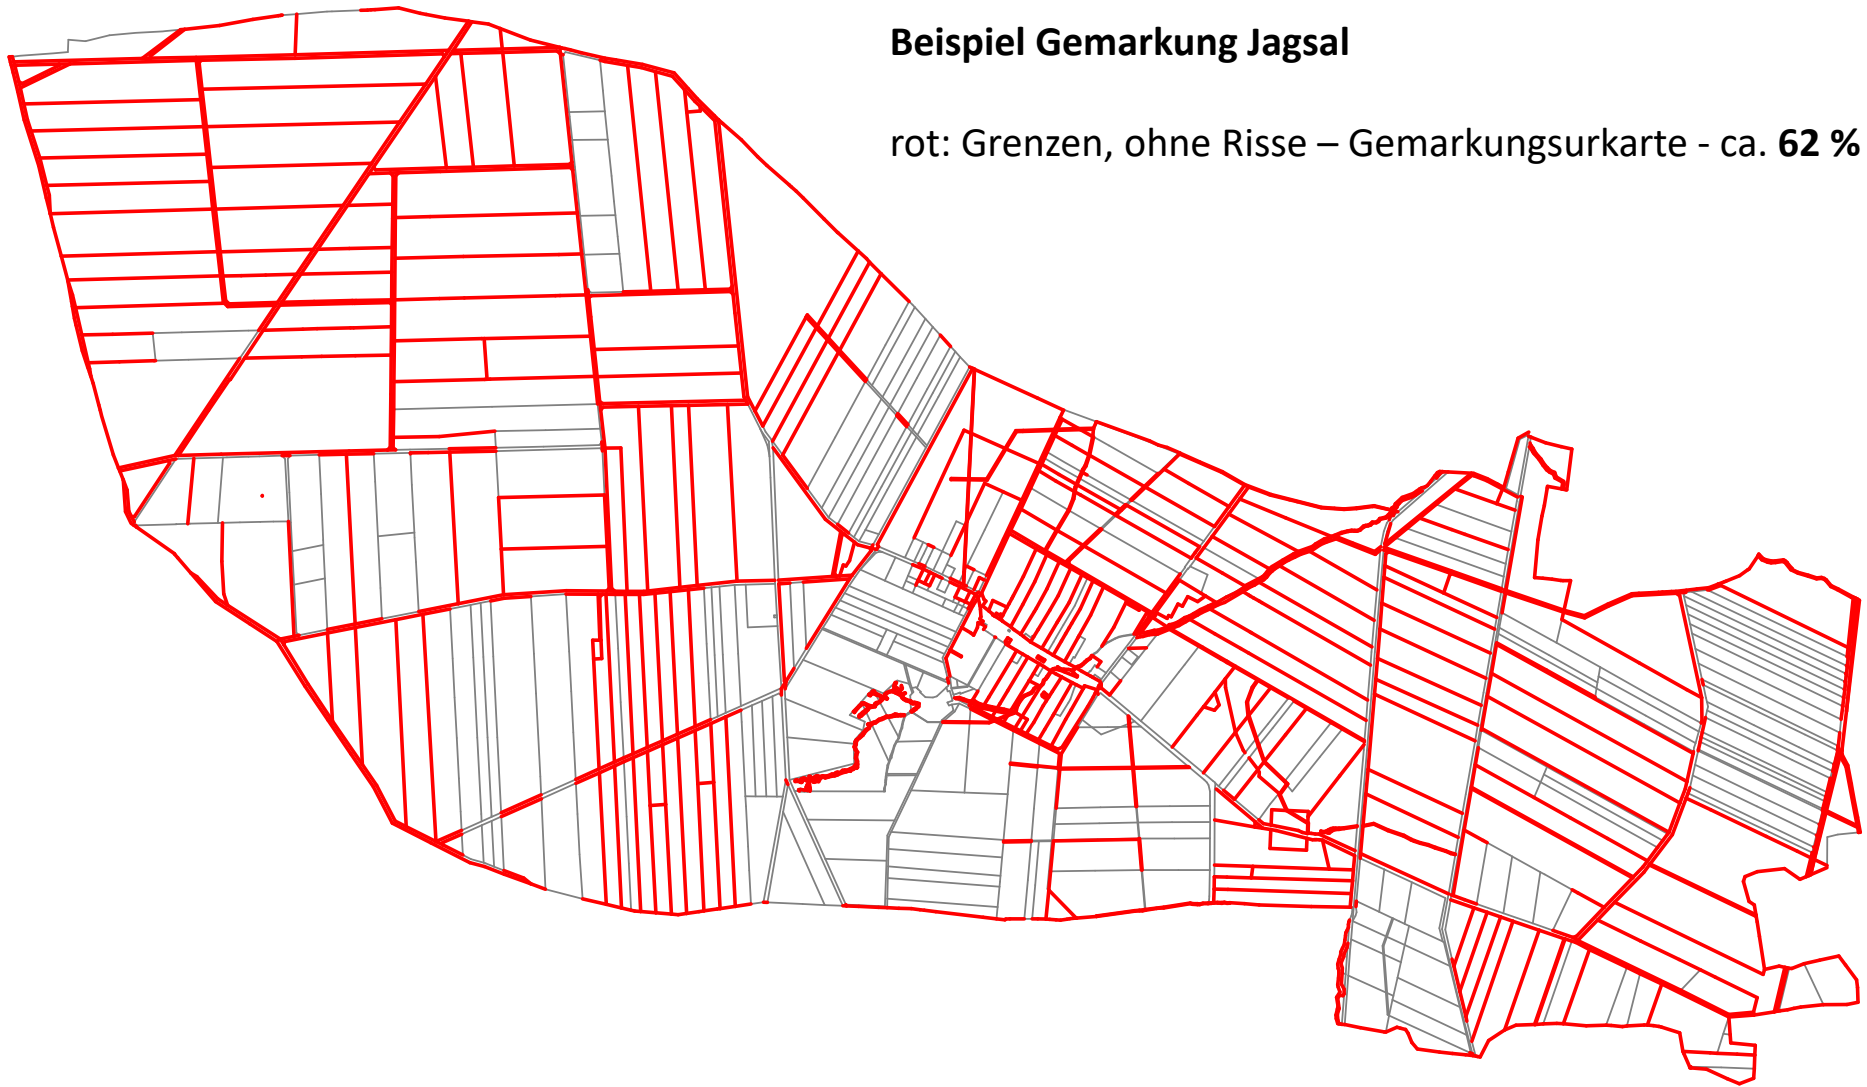 Beispiel Gemarkung Jagsal
rot: Grenzen, ohne Risse – Gemarkungsurkarte - ca. 62 %